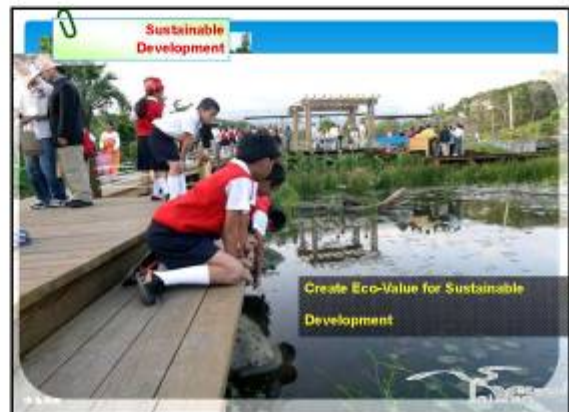 Sustainable
Development
Create Eco-Value for Sustainable
Development